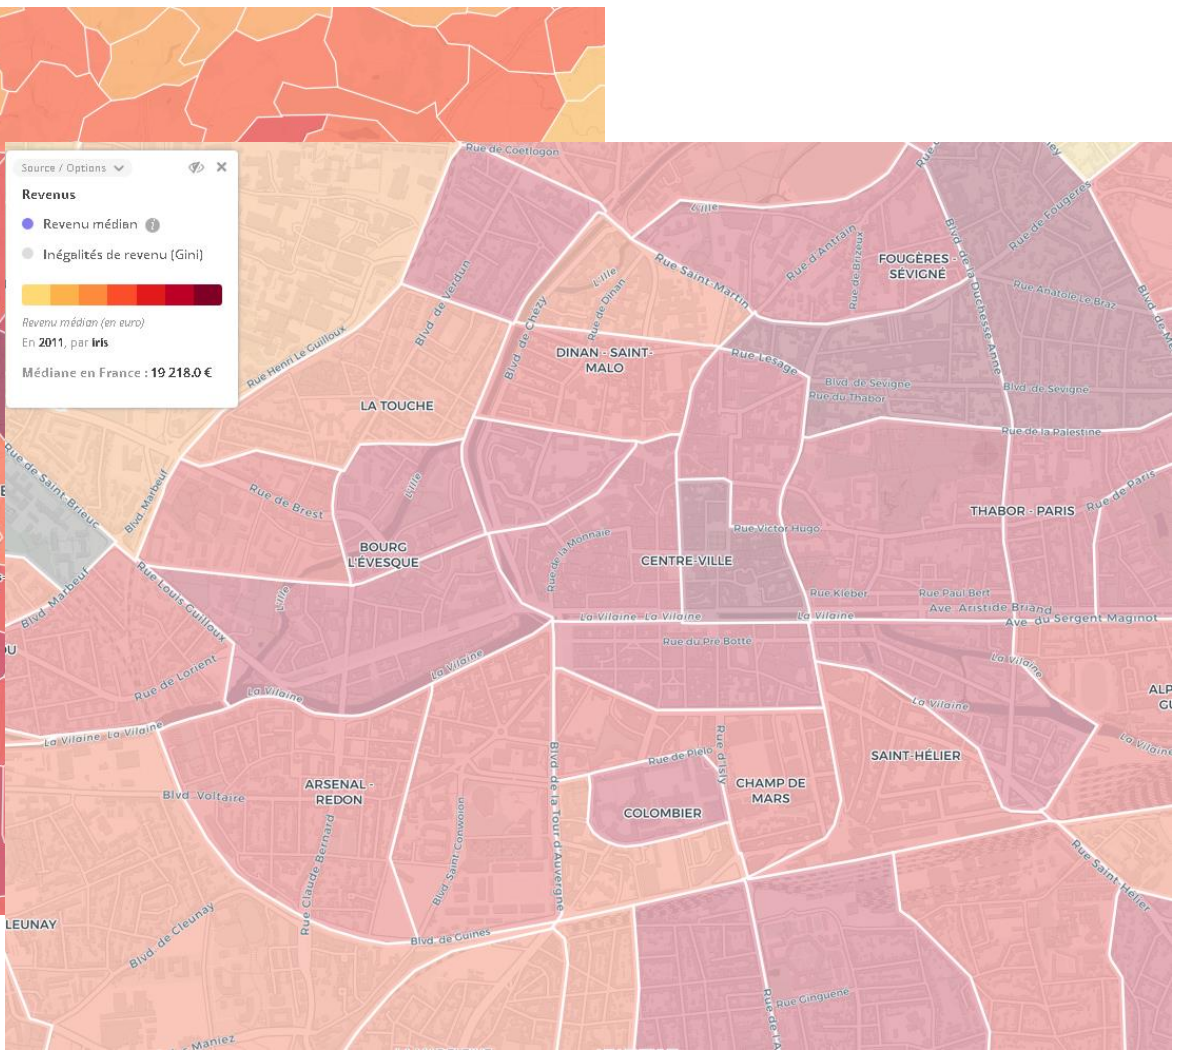 Source / Options
Revenus
Revenu médian
Inégalités de revenu (Gini)
Revenu médian (en euro)
En 2011, par iris
Médiane en France : 19 218.0 €
Rue de Coëtlogon
L'Ille
Rue d'Antrain
Rue de Brizeux
FOUGÈRES -
SÉVIGNÉ
Blvd. de la Duchesse Anne
Rue de Fougères
Rue Anatole Le Braz
Blvd. de Verdun
Blvd. de Chézy
L'Ille
Rue de Dinan
Rue Saint-Martin
Rue Henri Le Guilloux
DINAN - SAINT-
MALO
Rue Lesage
Blvd. de Sévigné
Blvd. de Sévigné
Rue du Thabor
LA TOUCHE
Rue de la Palestine
Rue de Saint-Brieuc
Blvd. Marbeuf
Rue de Brest
L'Ille
THABOR - PARIS
Rue de Paris
Rue Victor Hugo
Rue de la Monnaie
BOURG
L'ÉVESQUE
CENTRE-VILLE
Blvd. Marbeuf
Rue Louis Guilloux
L'Ille
Rue Kléber
Rue Paul Bert
Ave. Aristide Briand
Ave. du Sergent Maginot
La Vilaine La Vilaine
La Vilaine
Rue du Pré Botté
Rue de Lorient
La Vilaine
La Vilaine
La Vilaine
La Vilaine
La Vilaine La Vilaine
La Vilaine
SAINT-HÉLIER
Rue d'Isly
ARSENAL -
REDON
CHAMP DE
MARS
Blvd. Voltaire
COLOMBIER
Blvd. de la Tour d'Auvergne
Rue Claude Bernard
Blvd. Saint Conwoïon
Rue Saint-Hélier
LEUNAY
Blvd. de Cleunay
Blvd. de Guines
Rue Ginguené
Maniez